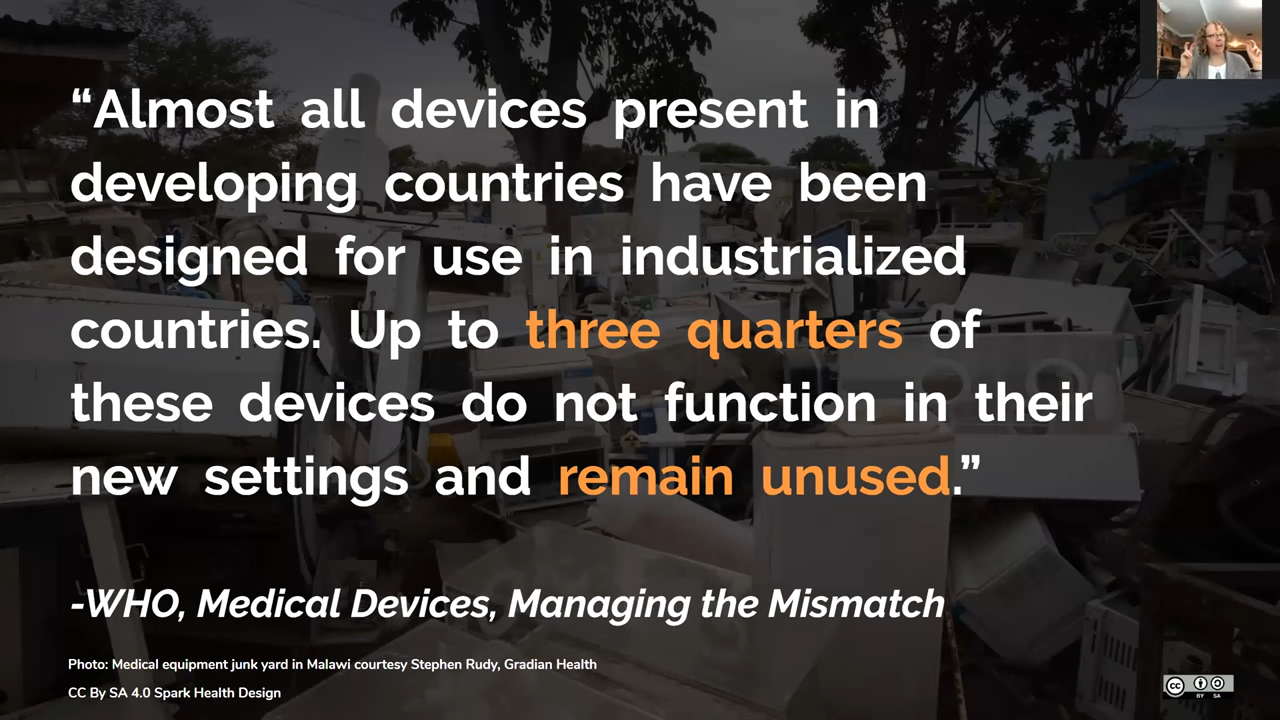 “Almost all devices present in
developing countries have been
designed for use in industrialized
countries. Up to three quarters of
these devices do not function in their
new settings and remain unused.”
-WHO, Medical Devices, Managing the Mismatch
Photo: Medical equipment junk yard in Malawi courtesy Stephen Rudy, Gradian Health
CC By SA 4.0 Spark Health Design
cc BY SA